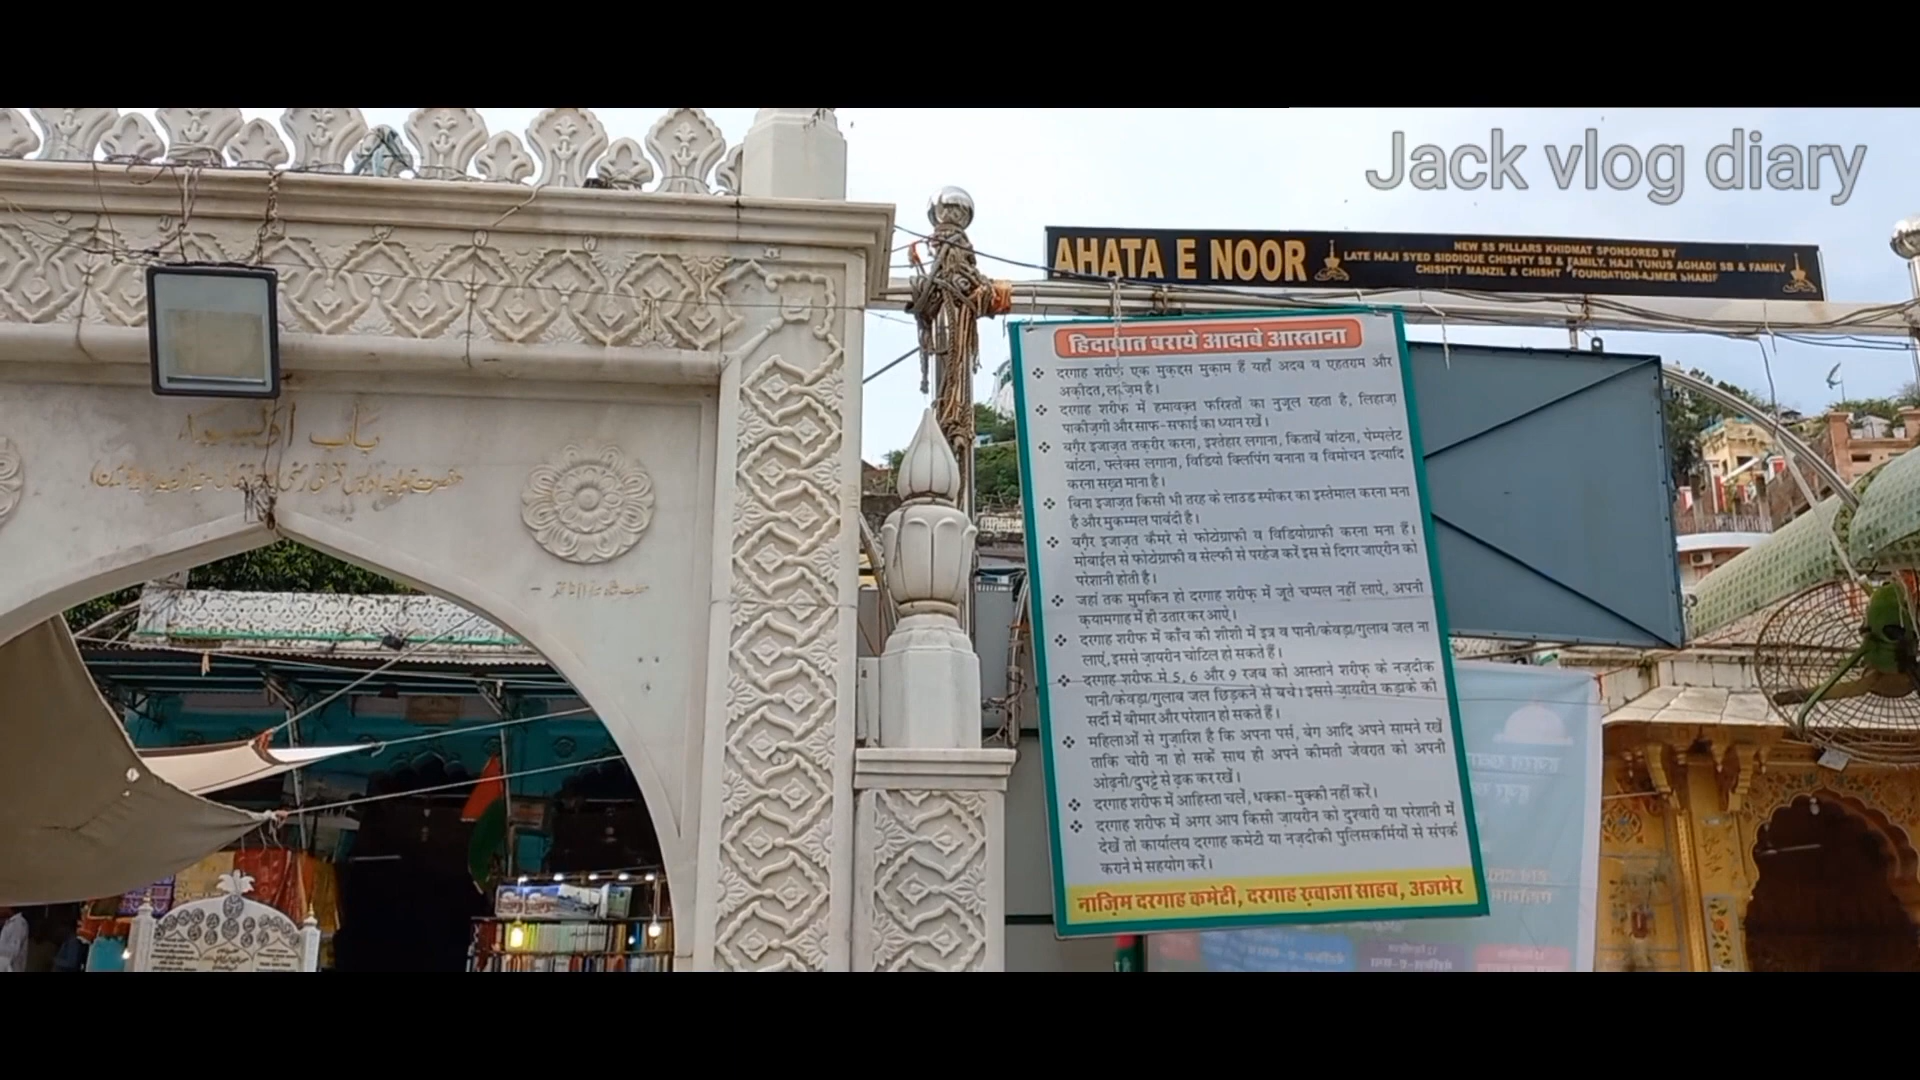 Jack vlog diary
AHATA E NOOR
NEW SS PILLARS KHIDMAT SPONSORED BY
LATE HAJI SYED SIDDIQUE CHISHTY SB & FAMILY. HAJI YUNUS AGHADI SB & FAMILY
CHISHTY MANZIL & CHISHTY FOUNDATION-AJMER SHARIF
باب اویسیہ
हिदायात बराये आदाबे आस्ताना
❖ दरगाह शरीफ़ एक मुक़द्दस मुक़ाम हैं यहाँ अदब व एहतराम और
अक़ीदत, लाज़िम है।
❖ दरगाह शरीफ में हमावक़्त फरिश्तों का नुज़ूल रहता है, लिहाज़ा
पाकीज़गी और साफ-सफाई का ध्यान रखें।
❖ बग़ैर इजाज़त तक़रीर करना, इश्तेहार लगाना, किताबें बांटना, पेम्पलेट
बांटना, फ्लेक्स लगाना, विडियो क्लिपिंग बनाना व विमोचन इत्यादि
करना सख़्त माना है।
❖ बिना इजाज़त किसी भी तरह के लाउड स्पीकर का इस्तेमाल करना मना
है और मुकम्मल पाबंदी है।
❖ बग़ैर इजाज़त कैमरे से फोटोग्राफी व विडियोग्राफी करना मना हैं।
मोबाईल से फोटोग्राफी व सेल्फी से परहेज करें इस से दिगर जाएरीन को
परेशानी होती है।
❖ जहां तक मुमकिन हो दरगाह शरीफ़ में जूते चप्पल नहीं लाऐं, अपनी
क़यामगाह में ही उतार कर आऐं।
❖ दरगाह शरीफ में काँच की शीशी में इत्र व पानी/केवड़ा/गुलाब जल ना
लाऐं, इससे ज़ायरीन चोटिल हो सकते हैं।
❖ दरगाह शरीफ मे 5, 6 और 9 रजब को आस्ताने शरीफ के नज़दीक
पानी/केवड़ा/गुलाब जल छिड़कने से बचे। इससे ज़ायरीन कड़ाके की
सर्दी में बीमार और परेशान हो सकते हैं।
❖ महिलाओं से गुज़ारिश है कि अपना पर्स, बेग आदि अपने सामने रखें
ताकि चोरी ना हो सकें साथ ही अपने कीमती जेवरात को अपनी
ओढ़नी/दुपट्टे से ढ़क कर रखें।
❖ दरगाह शरीफ में आहिस्ता चलें, धक्का-मुक्की नहीं करें।
❖ दरगाह शरीफ में अगर आप किसी ज़ायरीन को दुश्वारी या परेशानी में
देखें तो कार्यालय दरगाह कमेटी या नज़दीकी पुलिसकर्मियों से संपर्क
कराने मे सहयोग करें।
नाज़िम दरगाह कमेटी, दरगाह ख़्वाजा साहब, अजमेर